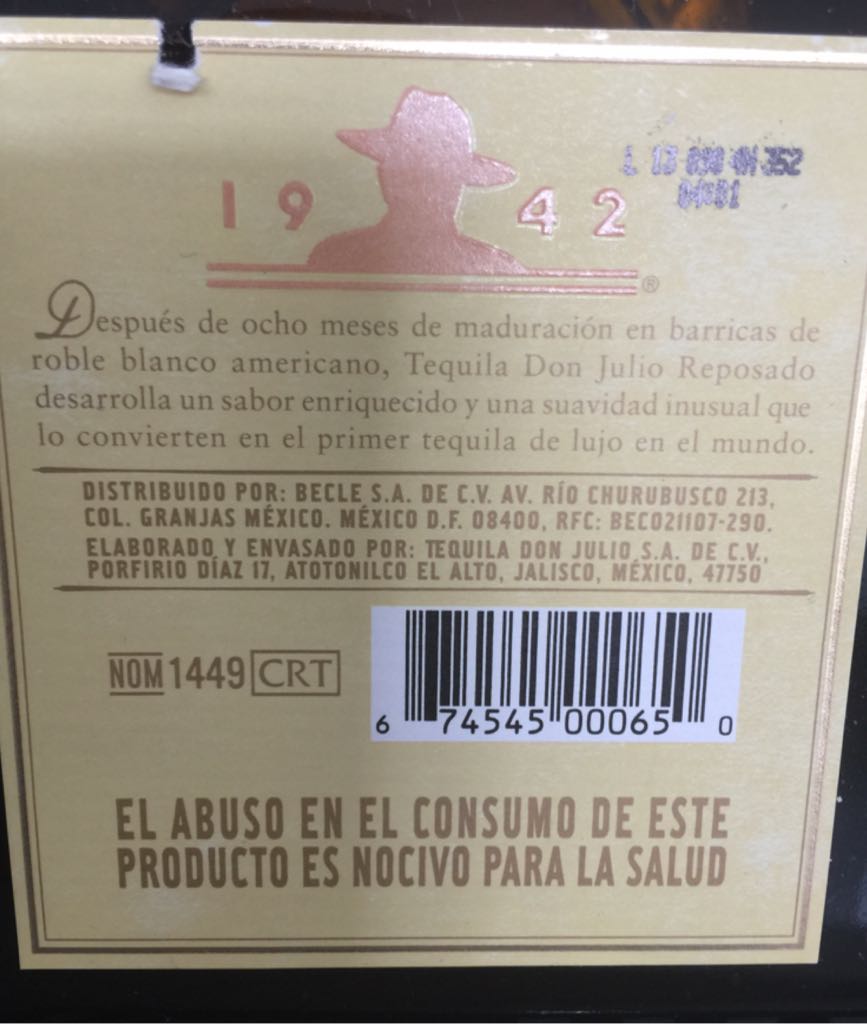 1942
®
Después de ocho meses de maduración en barricas de
roble blanco americano, Tequila Don Julio Reposado
desarrolla un sabor enriquecido y una suavidad inusual que
lo convierten en el primer tequila de lujo en el mundo.
DISTRIBUIDO POR: BECLE S.A. DE C.V. AV. RÍO CHURUBUSCO 213,
COL. GRANJAS MÉXICO. MÉXICO D.F. 08400, RFC: BECO21107-290.
ELABORADO Y ENVASADO POR: TEQUILA DON JULIO S.A. DE C.V.,
PORFIRIO DÍAZ 17, ATOTONILCO EL ALTO, JALISCO, MÉXICO, 47750
NOM 1449 CRT
6 74545 00065 0
EL ABUSO EN EL CONSUMO DE ESTE
PRODUCTO ES NOCIVO PARA LA SALUD